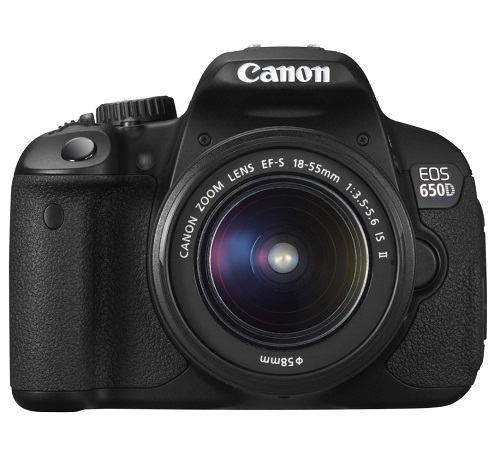 Canon
CANON ZOOM LENS EF-S 18-55mm 1:3.5-5.6 IS II
EOS
650D
φ58mm